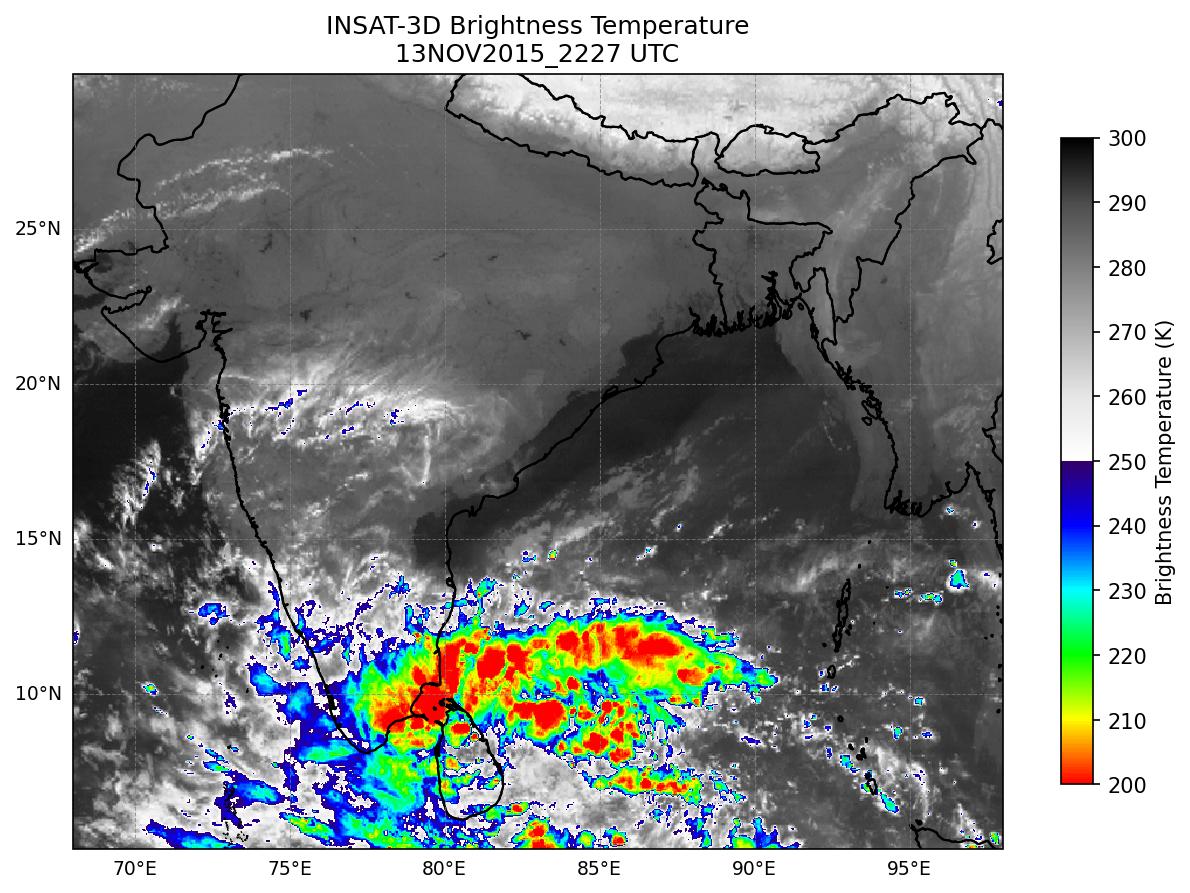 INSAT-3D Brightness Temperature
13NOV2015_2227 UTC
25°N
20°N
15°N
10°N
70°E
75°E
80°E
85°E
90°E
95°E
300
290
280
270
260
250
240
230
220
210
200
Brightness Temperature (K)